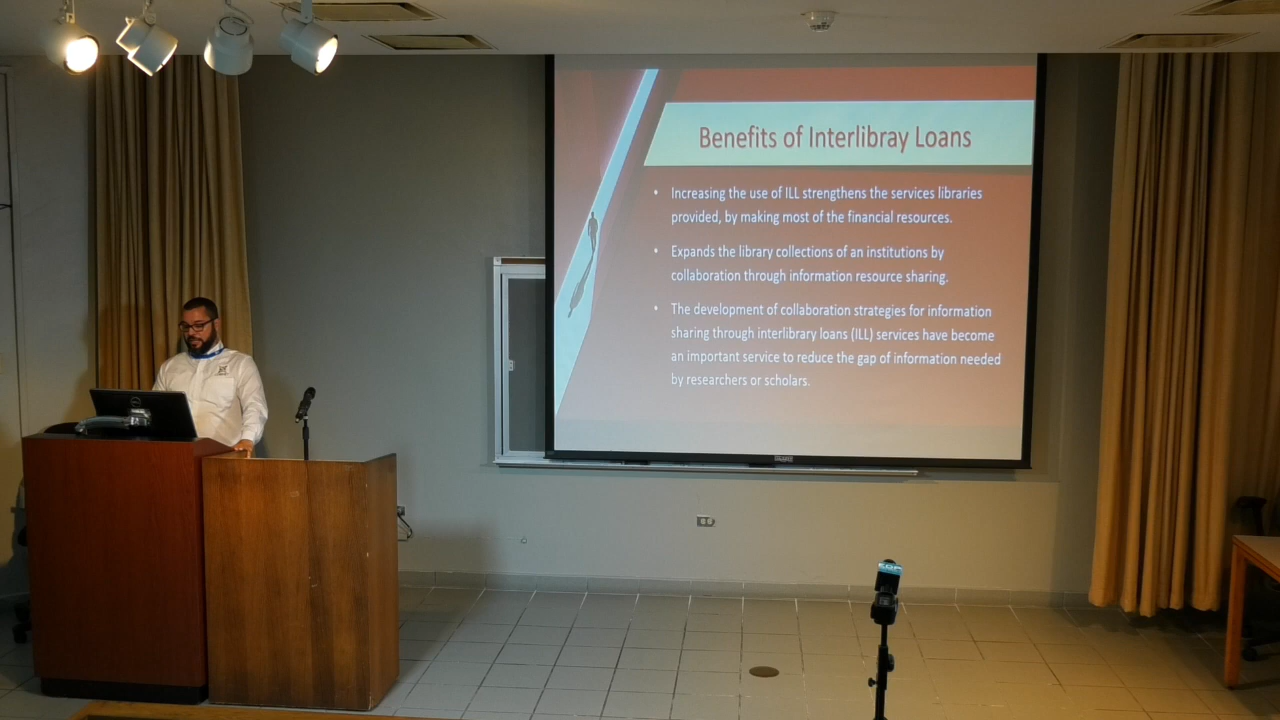 Benefits of Interlibray Loans
• Increasing the use of ILL strengthens the services libraries
provided, by making most of the financial resources.
• Expands the library collections of an institutions by
collaboration through information resource sharing.
• The development of collaboration strategies for information
sharing through interlibrary loans (ILL) services have become
an important service to reduce the gap of information needed
by researchers or scholars.